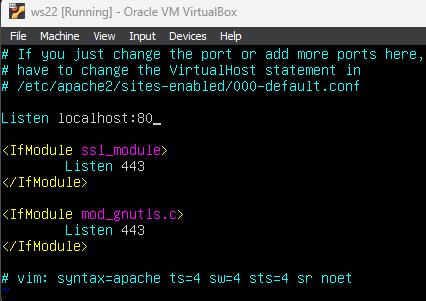 ws22 [Running] - Oracle VM VirtualBox
File Machine View Input Devices Help
# If you just change the port or add more ports here,
# have to change the VirtualHost statement in
# /etc/apache2/sites-enabled/000-default.conf
Listen localhost:80_
<IfModule ssl_module>
Listen 443
</IfModule>
<IfModule mod_gnutls.c>
Listen 443
</IfModule>
# vim: syntax=apache ts=4 sw=4 sts=4 sr noet
~